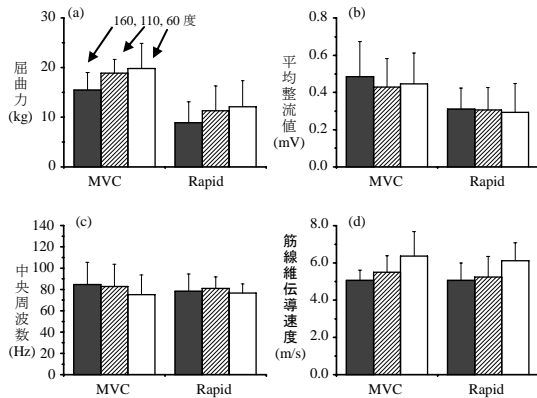 (a)
160, 110, 60 度
屈曲力
(kg)
30
20
10
0
MVC
Rapid
(b)
平均整流値
(mV)
0.8
0.6
0.4
0.2
0.0
MVC
Rapid
(c)
中央周波数
(Hz)
140
120
100
80
60
40
20
0
MVC
Rapid
(d)
筋線維伝導速度
(m/s)
8.0
6.0
4.0
2.0
0.0
MVC
Rapid